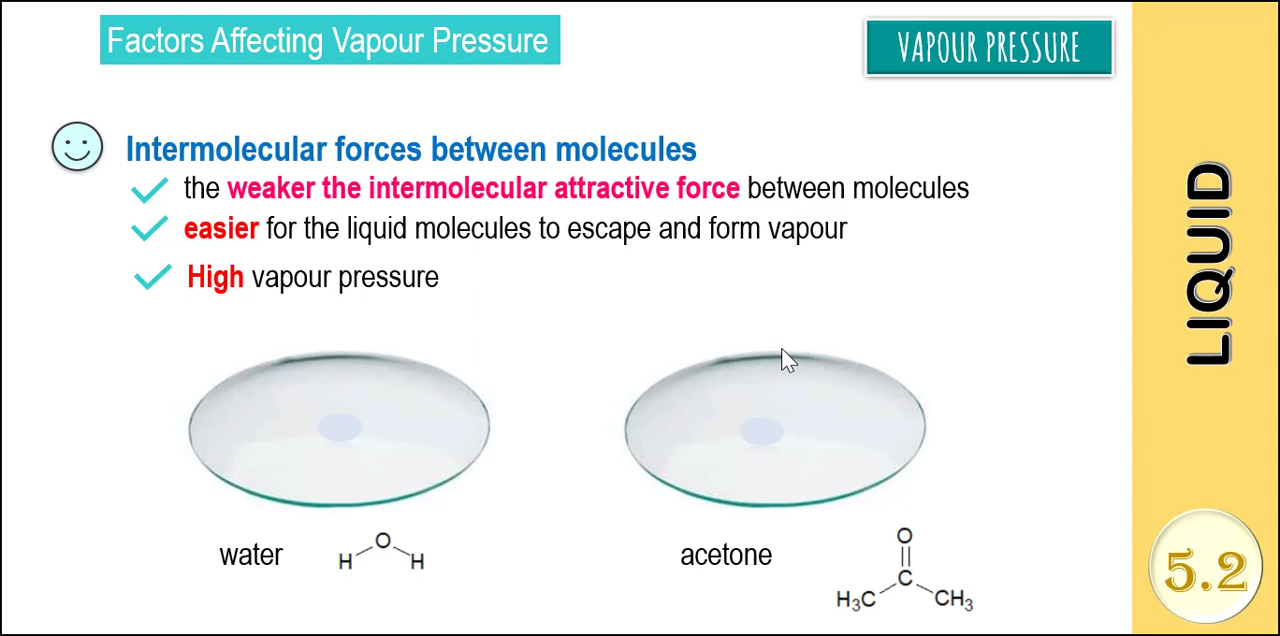 Factors Affecting Vapour Pressure
VAPOUR PRESSURE
Intermolecular forces between molecules
the weaker the intermolecular attractive force between molecules
easier for the liquid molecules to escape and form vapour
High vapour pressure
water
H O H
acetone
O
C
H₃C CH₃
LIQUID
5.2